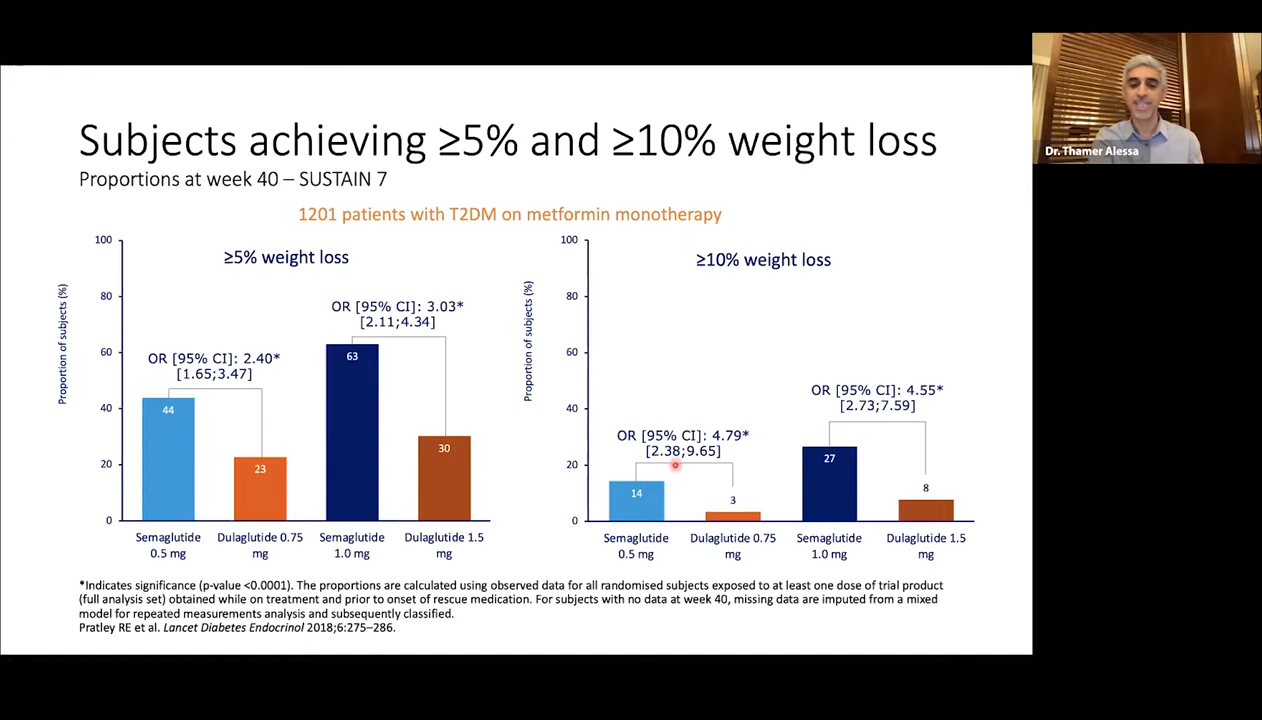 Dr. Thamer Alessa
Subjects achieving ≥5% and ≥10% weight loss
Proportions at week 40 – SUSTAIN 7
1201 patients with T2DM on metformin monotherapy
≥5% weight loss
Proportion of subjects (%)
100
80
60
40
20
0
OR [95% CI]: 2.40*
[1.65;3.47]
OR [95% CI]: 3.03*
[2.11;4.34]
44
23
63
30
Semaglutide
0.5 mg
Dulaglutide 0.75
mg
Semaglutide
1.0 mg
Dulaglutide 1.5
mg
≥10% weight loss
Proportion of subjects (%)
100
80
60
40
20
0
OR [95% CI]: 4.79*
[2.38;9.65]
OR [95% CI]: 4.55*
[2.73;7.59]
14
3
27
8
Semaglutide
0.5 mg
Dulaglutide 0.75
mg
Semaglutide
1.0 mg
Dulaglutide 1.5
mg
*Indicates significance (p-value <0.0001). The proportions are calculated using observed data for all randomised subjects exposed to at least one dose of trial product
(full analysis set) obtained while on treatment and prior to onset of rescue medication. For subjects with no data at week 40, missing data are imputed from a mixed
model for repeated measurements analysis and subsequently classified.
Pratley RE et al. Lancet Diabetes Endocrinol 2018;6:275–286.